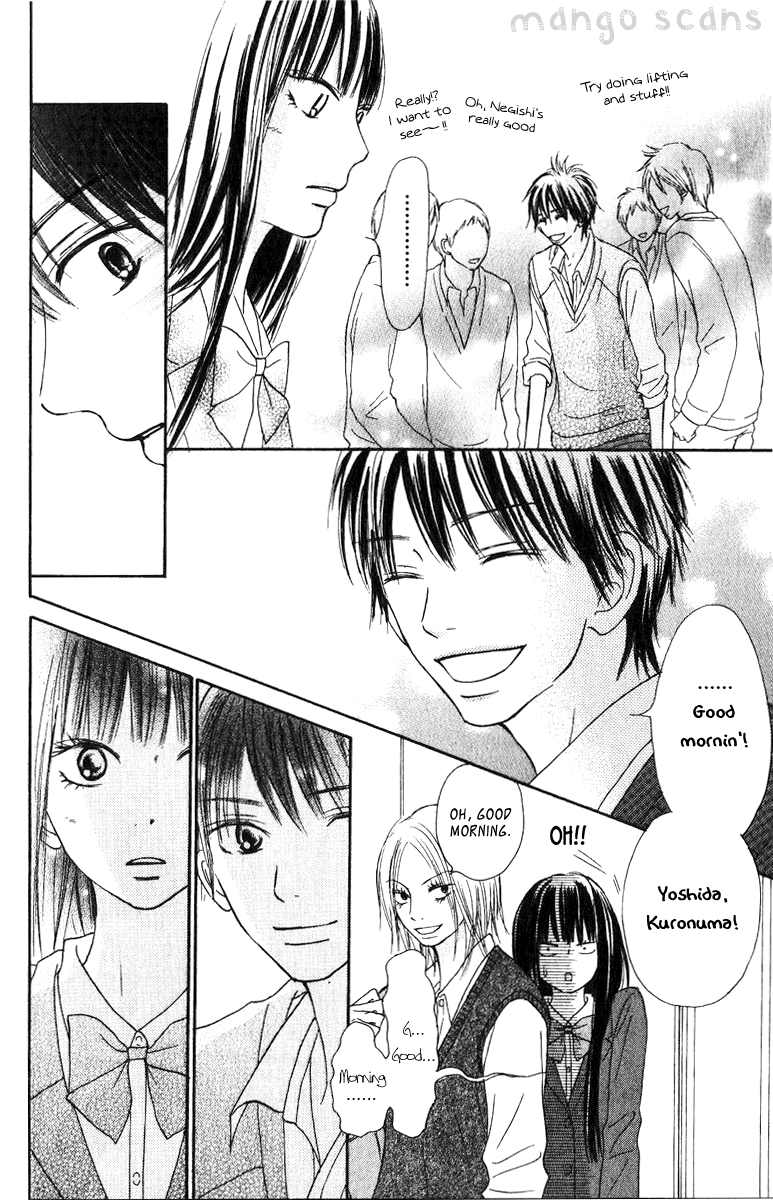 mango scans
Try doing lifting
and stuff!!
Oh, Negishi's
really good
Really!?
I want to
see~!!
............
......
Good
mornin'!
Yoshida,
Kuronuma!
OH!!
OH, GOOD
MORNING.
G...
Good...
Morning
......